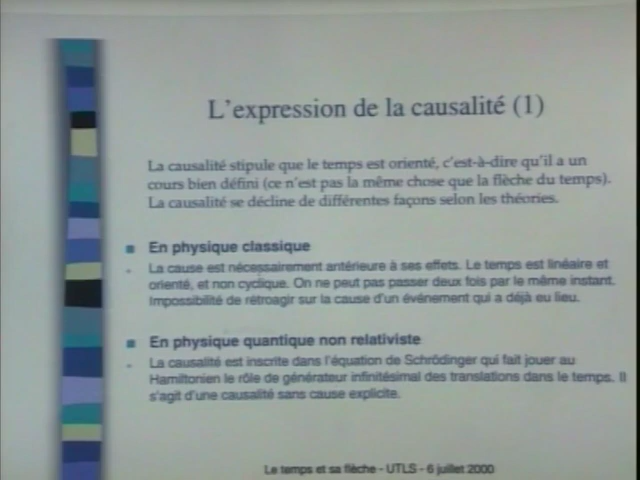 L'expression de la causalité (1)
La causalité stipule que le temps est orienté, c'est-à-dire qu'il a un
cours bien défini (ce n'est pas la même chose que la flèche du temps).
La causalité se décline de différentes façons selon les théories.
En physique classique
La cause est nécessairement antérieure à ses effets. Le temps est linéaire et
orienté, et non cyclique. On ne peut pas passer deux fois par le même instant.
Impossibilité de rétroagir sur la cause d'un événement qui a déjà eu lieu.
En physique quantique non relativiste
La causalité est inscrite dans l'équation de Schrödinger qui fait jouer au
Hamiltonien le rôle de générateur infinitésimal des translations dans le temps. Il
s'agit d'une causalité sans cause explicite.
Le temps et sa flèche - UTLS - 6 juillet 2000